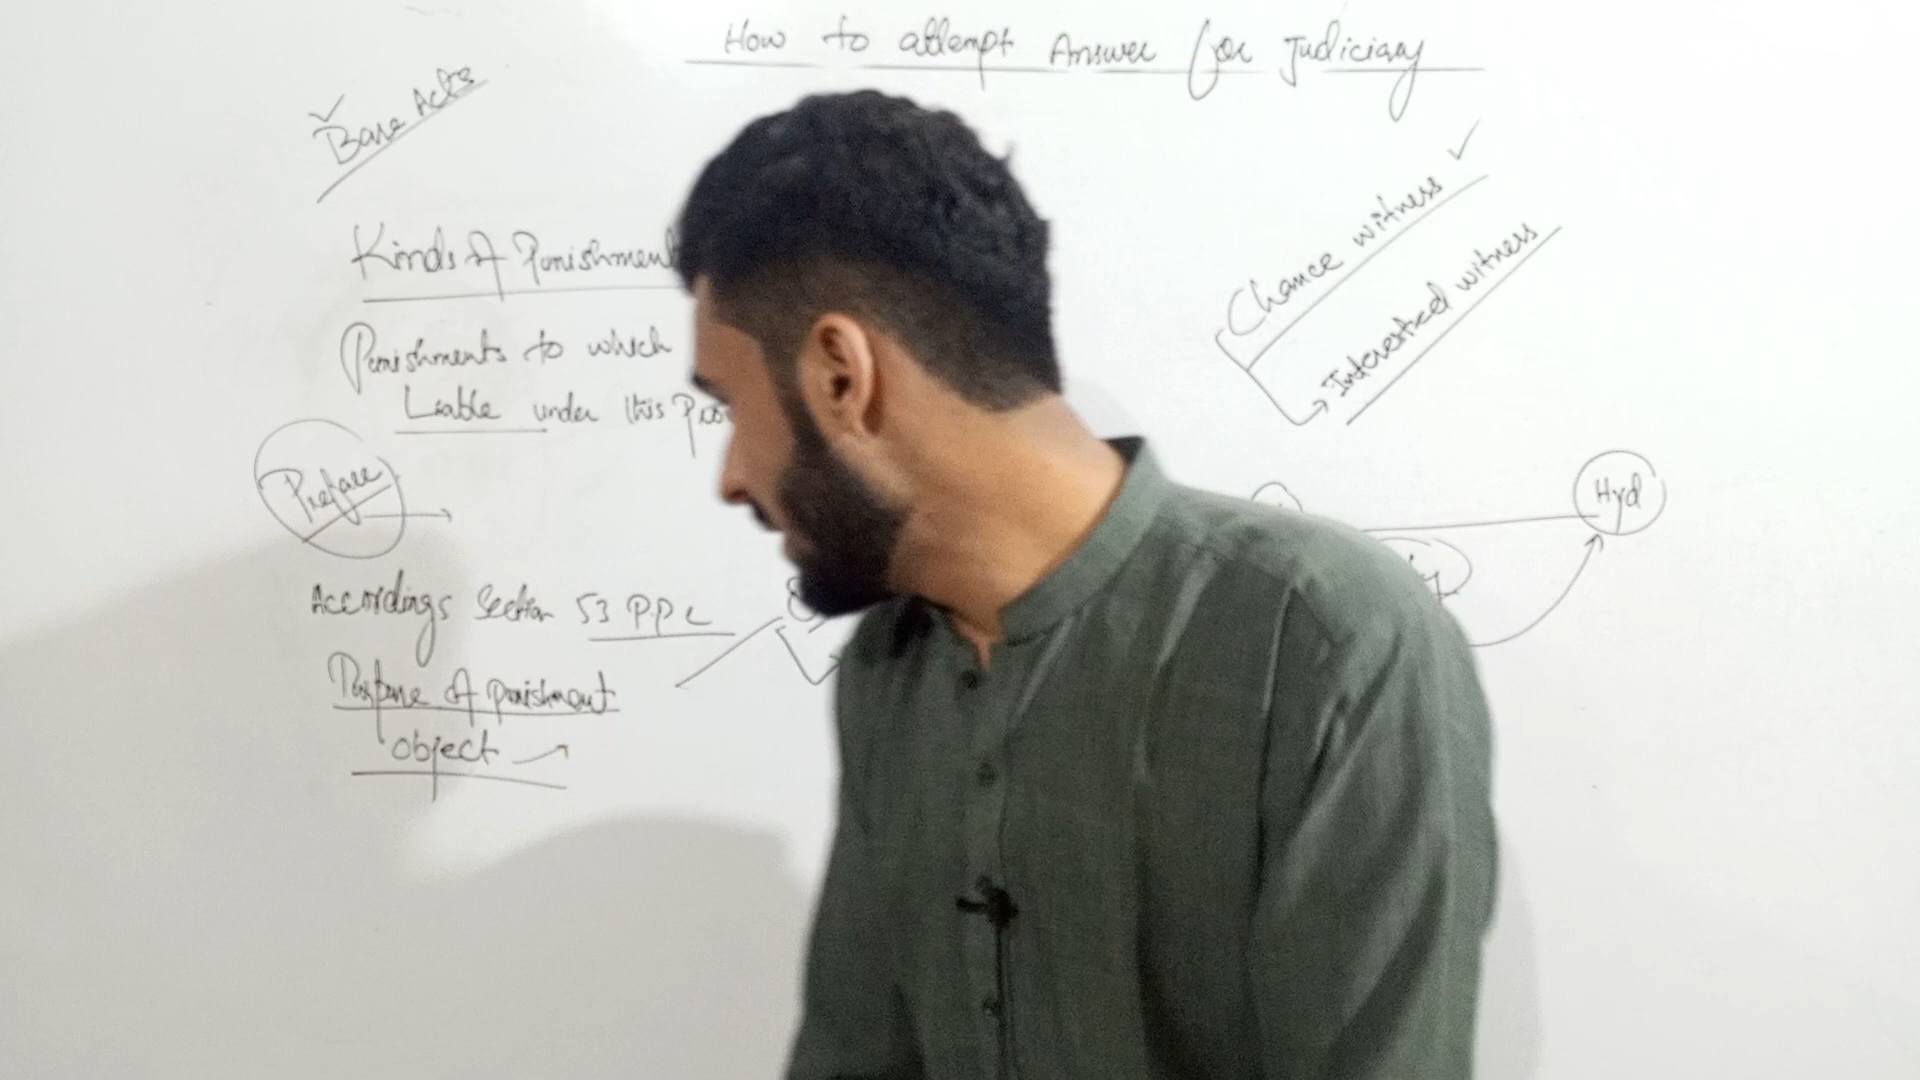 How to attempt Answer for Judiciary
Bare Acts
Kinds of Punishment
Punishments to which
Liable under this
Preface
Accordings Section 53 PPC
Purpose of punishment
object
Chance witness
Interested witness
Hyd